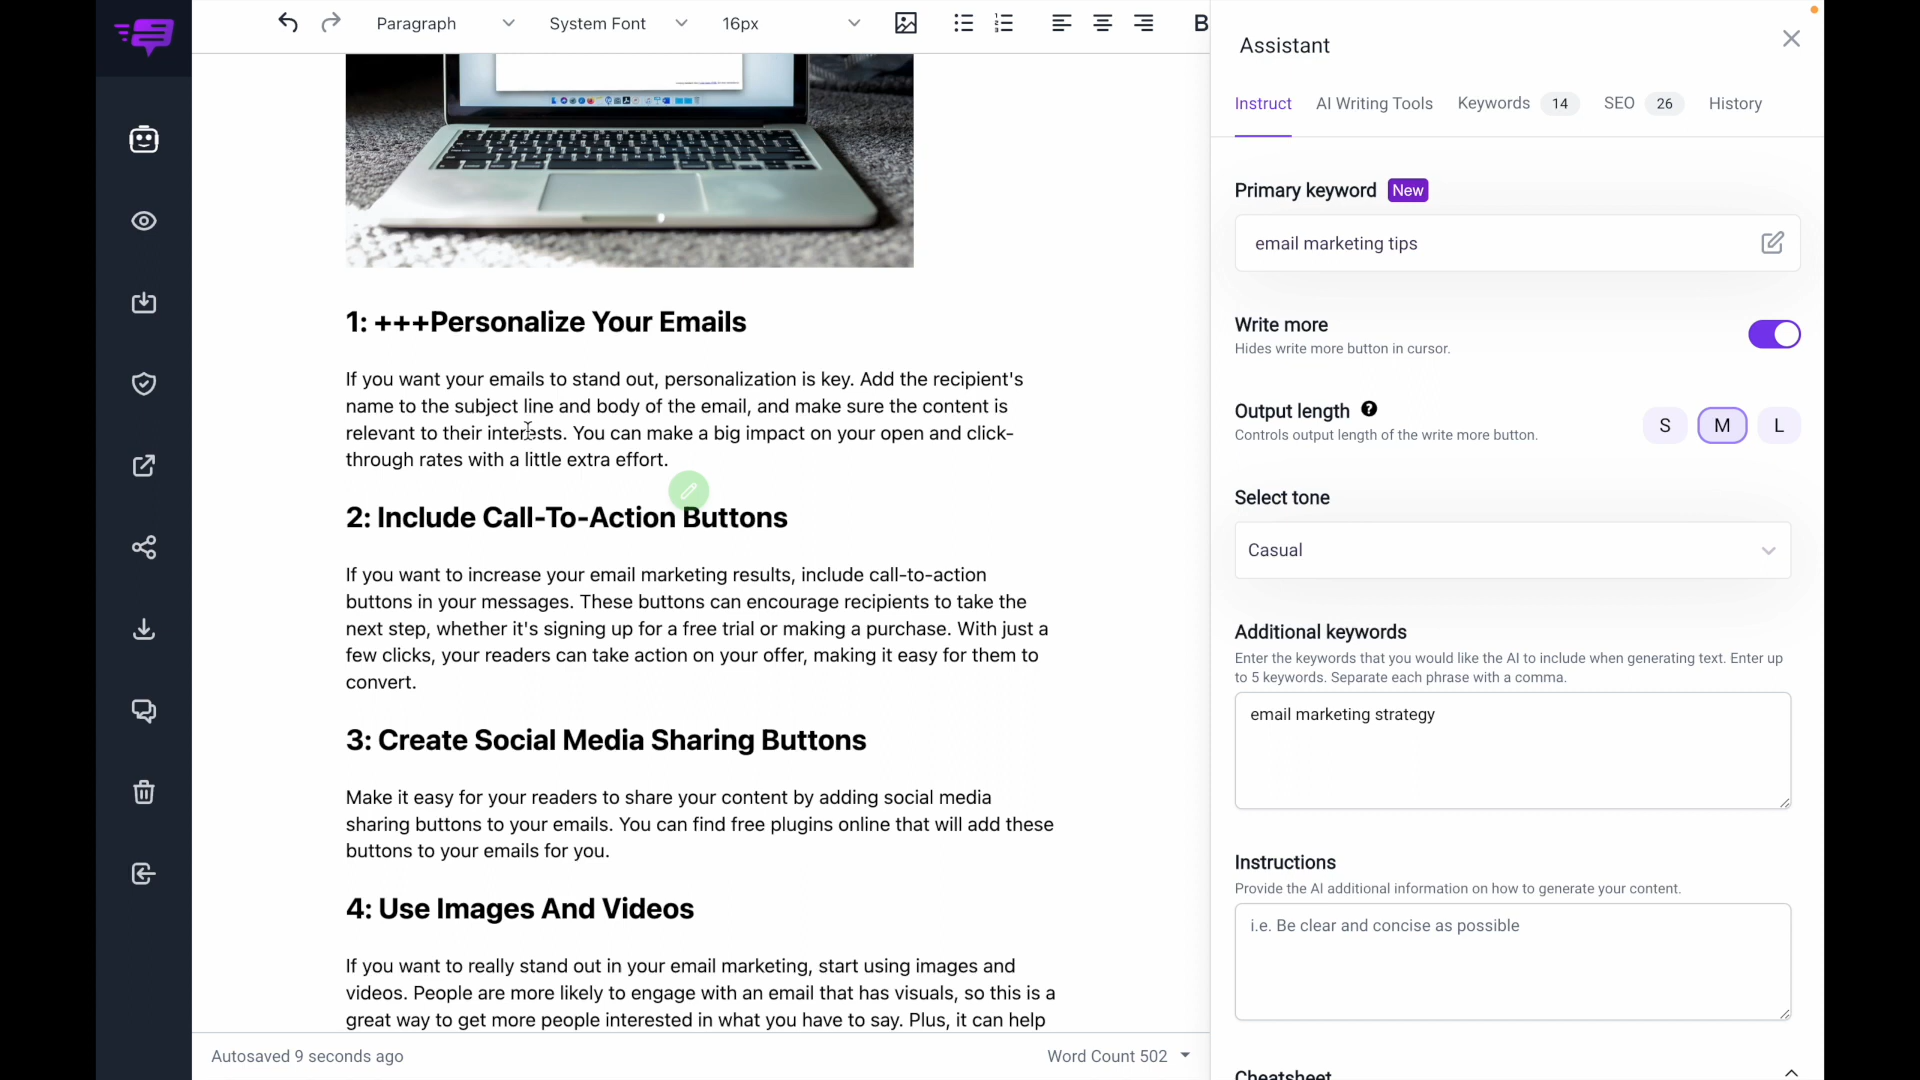 Paragraph
System Font
16px
B
1: +++Personalize Your Emails
If you want your emails to stand out, personalization is key. Add the recipient's
name to the subject line and body of the email, and make sure the content is
relevant to their interests. You can make a big impact on your open and click-
through rates with a little extra effort.
2: Include Call-To-Action Buttons
If you want to increase your email marketing results, include call-to-action
buttons in your messages. These buttons can encourage recipients to take the
next step, whether it's signing up for a free trial or making a purchase. With just a
few clicks, your readers can take action on your offer, making it easy for them to
convert.
3: Create Social Media Sharing Buttons
Make it easy for your readers to share your content by adding social media
sharing buttons to your emails. You can find free plugins online that will add these
buttons to your emails for you.
4: Use Images And Videos
If you want to really stand out in your email marketing, start using images and
videos. People are more likely to engage with an email that has visuals, so this is a
great way to get more people interested in what you have to say. Plus, it can help
Autosaved 9 seconds ago
Word Count 502
Assistant
Instruct
AI Writing Tools
Keywords 14
SEO 26
History
Primary keyword New
email marketing tips
Write more
Hides write more button in cursor.
Output length ?
Controls output length of the write more button.
S M L
Select tone
Casual
Additional keywords
Enter the keywords that you would like the AI to include when generating text. Enter up
to 5 keywords. Separate each phrase with a comma.
email marketing strategy
Instructions
Provide the AI additional information on how to generate your content.
i.e. Be clear and concise as possible
Cheatsheet